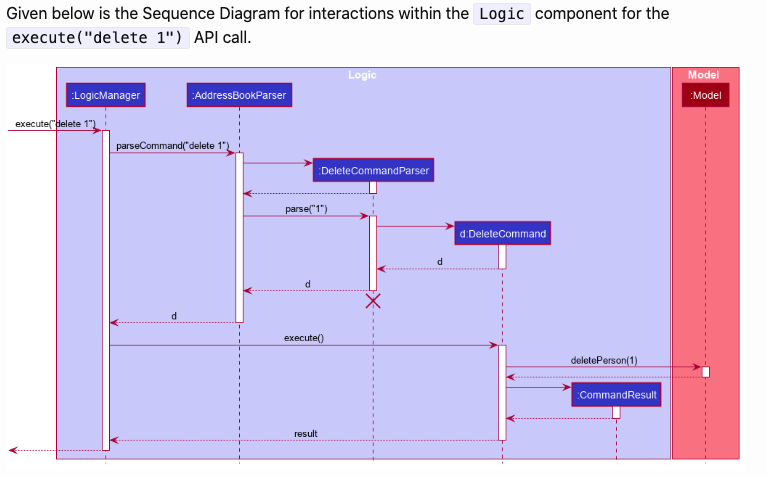 Given below is the Sequence Diagram for interactions within the Logic component for the
execute("delete 1") API call.
Logic
Model
:LogicManager
:AddressBookParser
:Model
execute("delete 1")
parseCommand("delete 1")
:DeleteCommandParser
parse("1")
d:DeleteCommand
d
d
d
execute()
deletePerson(1)
:CommandResult
result